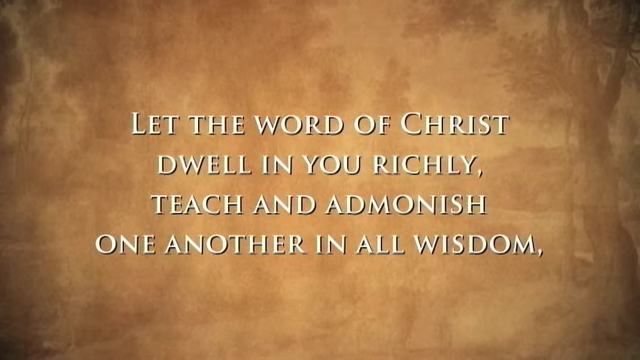 Let the word of Christ
dwell in you richly,
teach and admonish
one another in all wisdom,